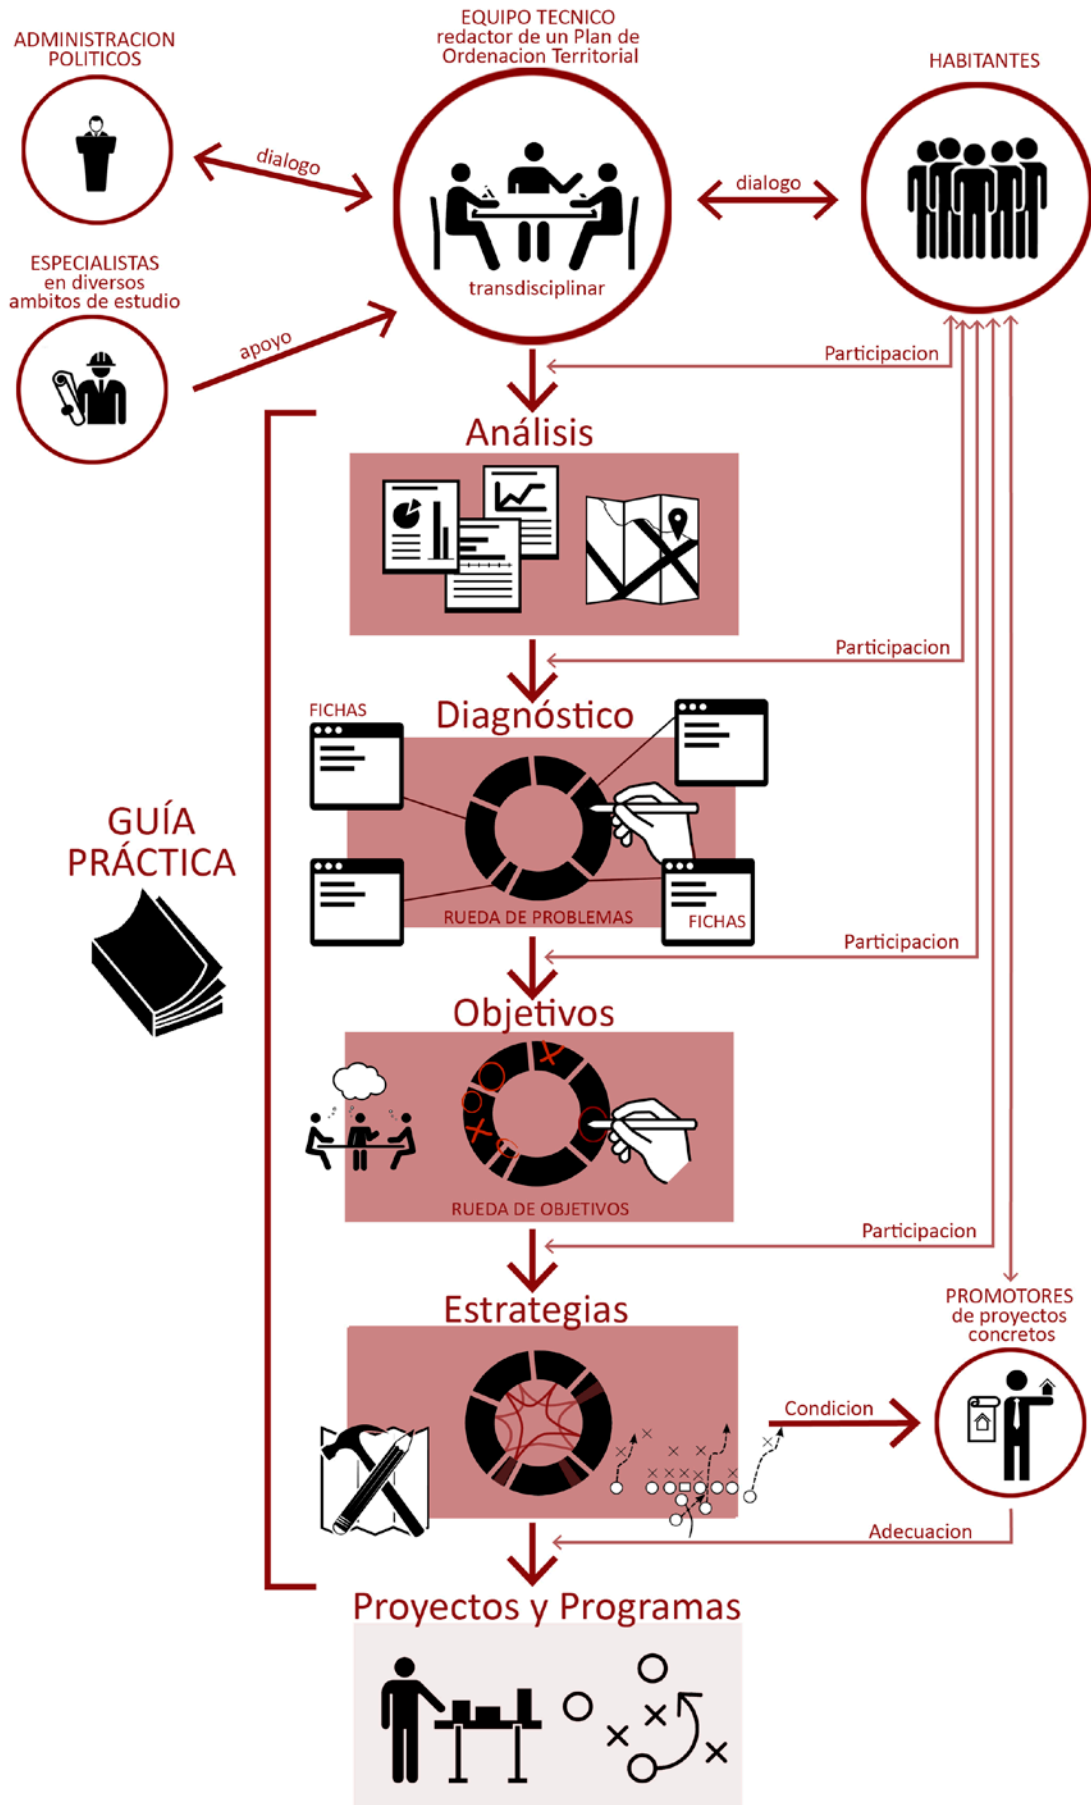 ADMINISTRACION
POLITICOS
EQUIPO TECNICO
redactor de un Plan de
Ordenacion Territorial
HABITANTES
dialogo
dialogo
transdisciplinar
ESPECIALISTAS
en diversos
ambitos de estudio
apoyo
Participacion
Análisis
Participacion
Diagnóstico
FICHAS
GUÍA
PRÁCTICA
RUEDA DE PROBLEMAS
FICHAS
Participacion
Objetivos
RUEDA DE OBJETIVOS
Participacion
Estrategias
PROMOTORES
de proyectos
concretos
Condicion
Adecuacion
Proyectos y Programas